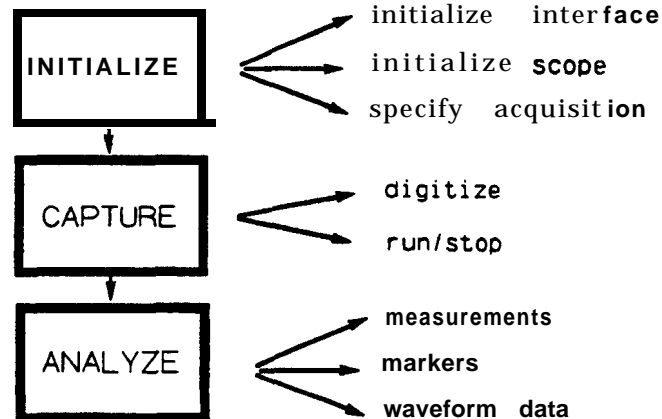 initialize interface
INITIALIZE
initialize scope
specify acquisition
digitize
CAPTURE
run/stop
measurements
ANALYZE
markers
waveform data